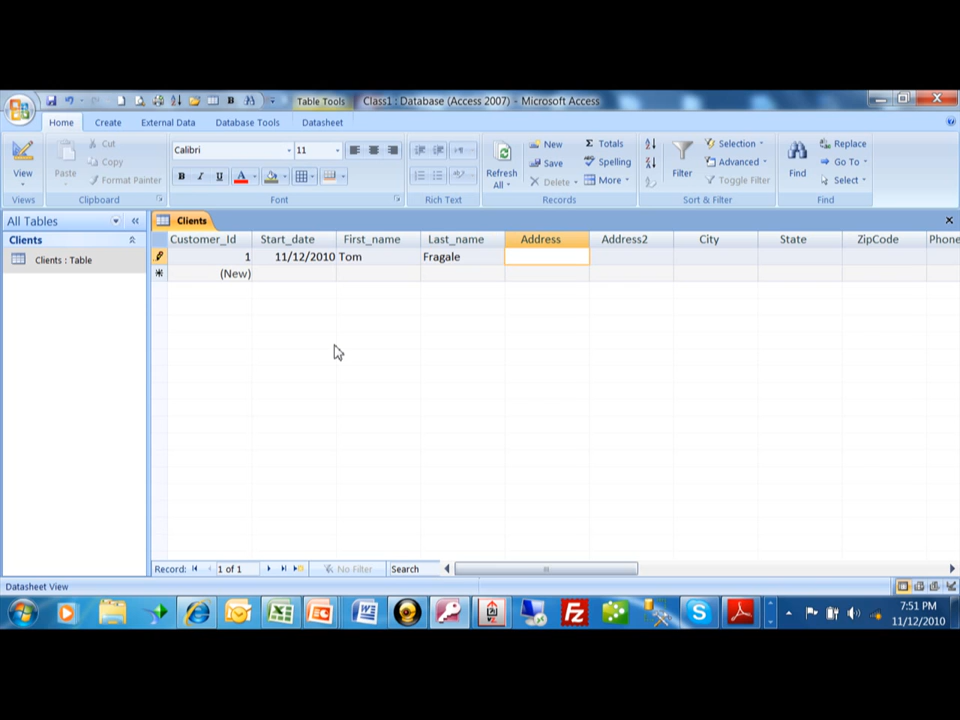 Table Tools Class1 : Database (Access 2007) - Microsoft Access
Home Create External Data Database Tools Datasheet
View Paste Cut Copy Format Painter
Calibri 11
B I U A
Refresh All New Save Delete Totals Spelling More
Filter Selection Advanced Toggle Filter
Find Replace Go To Select
Views Clipboard Font Rich Text Records Sort & Filter Find
All Tables Clients
Clients Customer_Id Start_date First_name Last_name Address Address2 City State ZipCode Phone
Clients : Table 1 11/12/2010 Tom Fragale
(New)
Record: 1 of 1 No Filter Search
Datasheet View
7:51 PM
11/12/2010